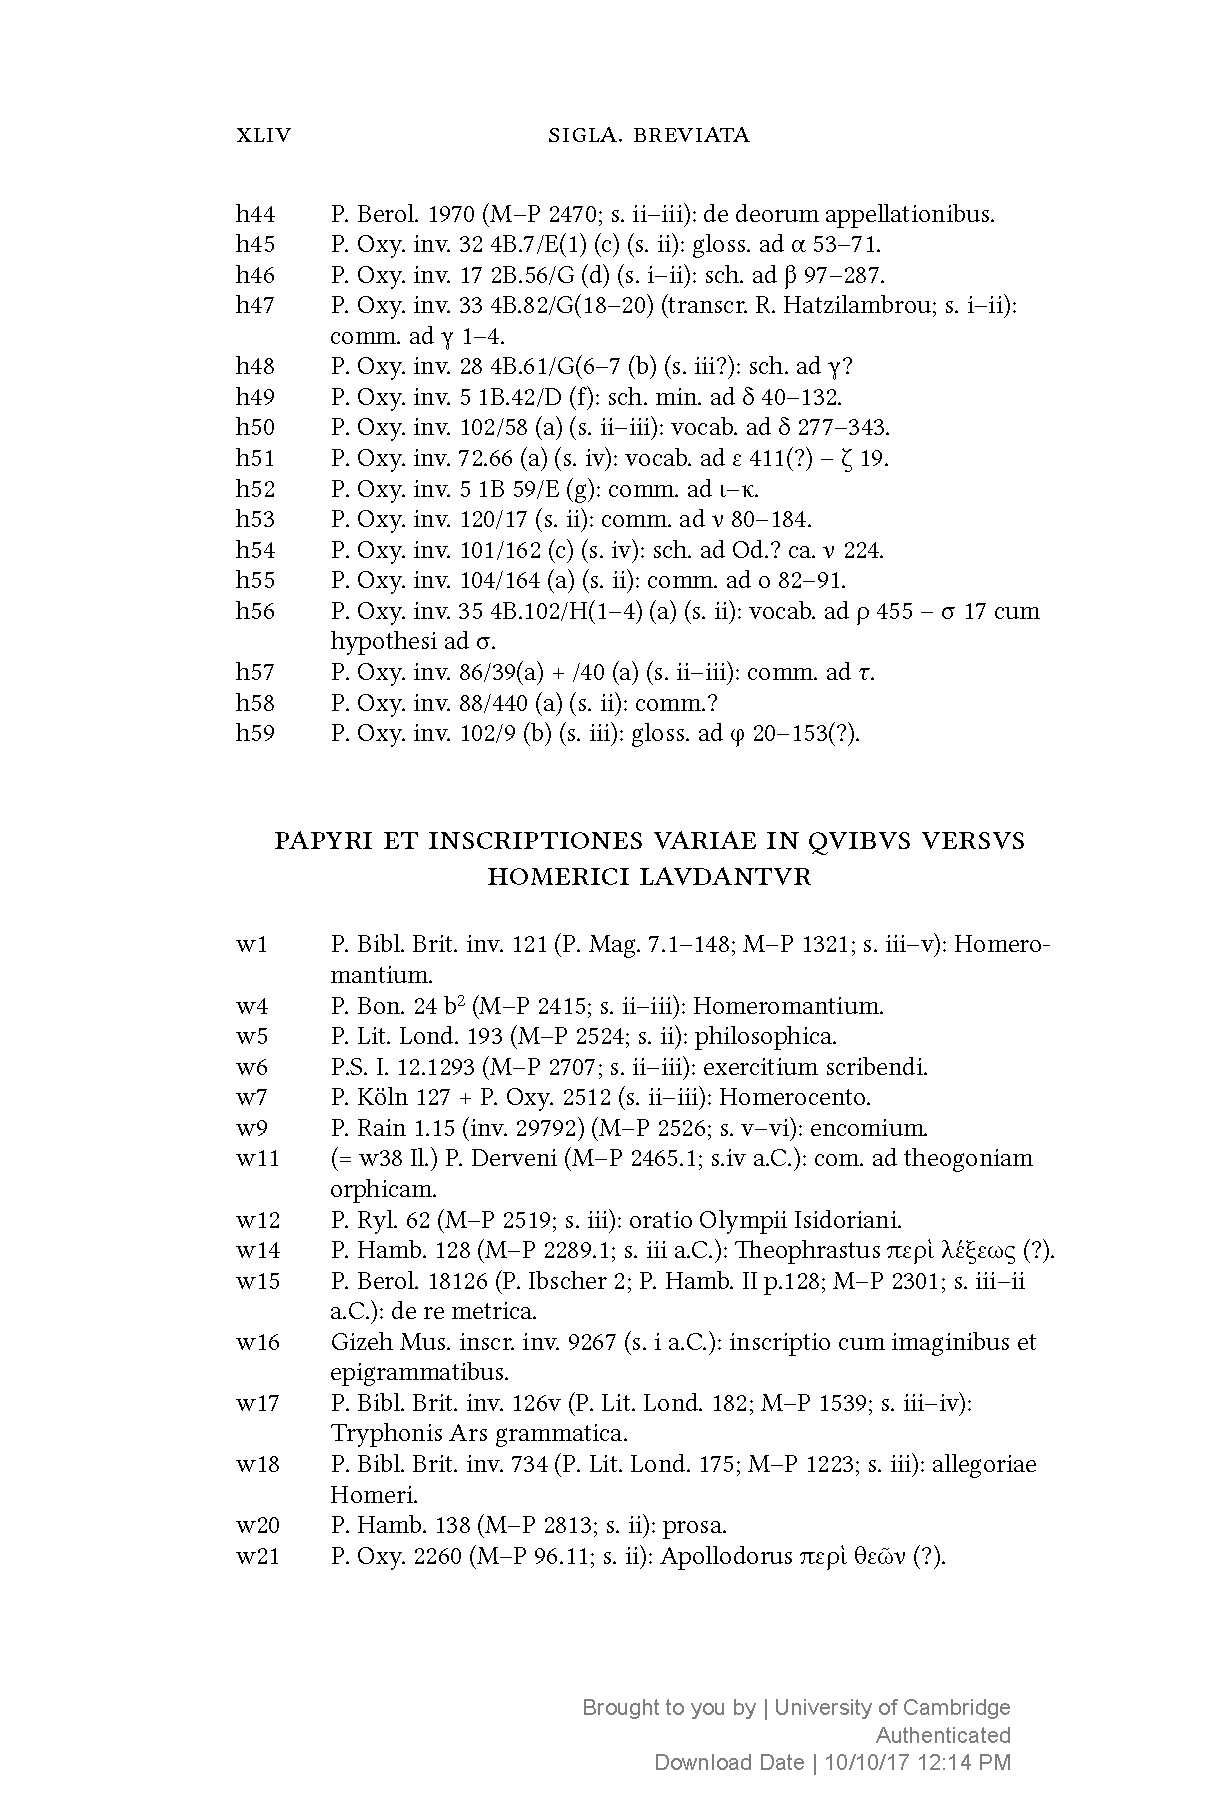 XLIV SIGLA. BREVIATA
h44 P. Berol. 1970 (M–P 2470; s. ii–iii): de deorum appellationibus.
h45 P. Oxy. inv. 32 4B.7/E(1) (c) (s. ii): gloss. ad α 53–71.
h46 P. Oxy. inv. 17 2B.56/G (d) (s. i–ii): sch. ad β 97–287.
h47 P. Oxy. inv. 33 4B.82/G(18–20) (transcr. R. Hatzilambrou; s. i–ii):
comm. ad γ 1–4.
h48 P. Oxy. inv. 28 4B.61/G(6–7 (b) (s. iii?): sch. ad γ?
h49 P. Oxy. inv. 5 1B.42/D (f): sch. min. ad δ 40–132.
h50 P. Oxy. inv. 102/58 (a) (s. ii–iii): vocab. ad δ 277–343.
h51 P. Oxy. inv. 72.66 (a) (s. iv): vocab. ad ε 411(?) – ζ 19.
h52 P. Oxy. inv. 5 1B 59/E (g): comm. ad ι–κ.
h53 P. Oxy. inv. 120/17 (s. ii): comm. ad ν 80–184.
h54 P. Oxy. inv. 101/162 (c) (s. iv): sch. ad Od.? ca. ν 224.
h55 P. Oxy. inv. 104/164 (a) (s. ii): comm. ad ο 82–91.
h56 P. Oxy. inv. 35 4B.102/H(1–4) (a) (s. ii): vocab. ad ρ 455 – σ 17 cum
hypothesi ad σ.
h57 P. Oxy. inv. 86/39(a) + /40 (a) (s. ii–iii): comm. ad τ.
h58 P. Oxy. inv. 88/440 (a) (s. ii): comm.?
h59 P. Oxy. inv. 102/9 (b) (s. iii): gloss. ad φ 20–153(?).
PAPYRI ET INSCRIPTIONES VARIAE IN QVIBVS VERSVS
HOMERICI LAVDANTVR
w1 P. Bibl. Brit. inv. 121 (P. Mag. 7.1–148; M–P 1321; s. iii–v): Homero-
mantium.
w4 P. Bon. 24 b² (M–P 2415; s. ii–iii): Homeromantium.
w5 P. Lit. Lond. 193 (M–P 2524; s. ii): philosophica.
w6 P.S. I. 12.1293 (M–P 2707; s. ii–iii): exercitium scribendi.
w7 P. Köln 127 + P. Oxy. 2512 (s. ii–iii): Homerocento.
w9 P. Rain 1.15 (inv. 29792) (M–P 2526; s. v–vi): encomium.
w11 (= w38 Il.) P. Derveni (M–P 2465.1; s.iv a.C.): com. ad theogoniam
orphicam.
w12 P. Ryl. 62 (M–P 2519; s. iii): oratio Olympii Isidoriani.
w14 P. Hamb. 128 (M–P 2289.1; s. iii a.C.): Theophrastus περὶ λέξεως (?).
w15 P. Berol. 18126 (P. Ibscher 2; P. Hamb. II p.128; M–P 2301; s. iii–ii
a.C.): de re metrica.
w16 Gizeh Mus. inscr. inv. 9267 (s. i a.C.): inscriptio cum imaginibus et
epigrammatibus.
w17 P. Bibl. Brit. inv. 126v (P. Lit. Lond. 182; M–P 1539; s. iii–iv):
Tryphonis Ars grammatica.
w18 P. Bibl. Brit. inv. 734 (P. Lit. Lond. 175; M–P 1223; s. iii): allegoriae
Homeri.
w20 P. Hamb. 138 (M–P 2813; s. ii): prosa.
w21 P. Oxy. 2260 (M–P 96.11; s. ii): Apollodorus περὶ θεῶν (?).
Brought to you by | University of Cambridge
Authenticated
Download Date | 10/10/17 12:14 PM